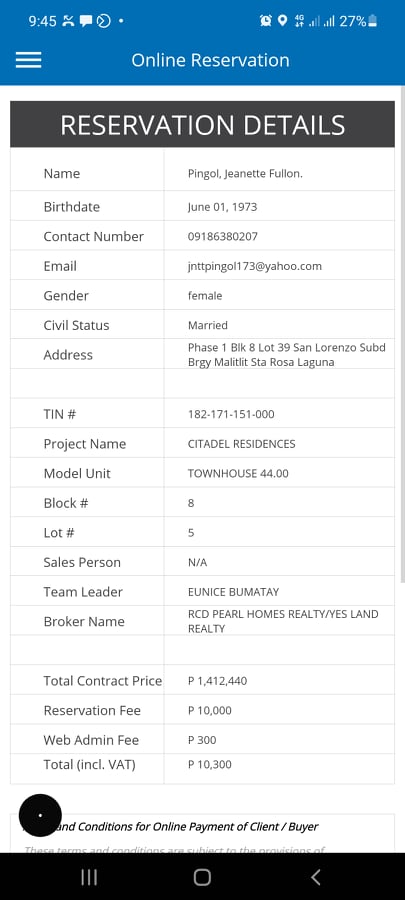 9:45
4G
27%
Online Reservation
RESERVATION DETAILS
Name Pingol, Jeanette Fullon.
Birthdate June 01, 1973
Contact Number 09186380207
Email jnttpingol173@yahoo.com
Gender female
Civil Status Married
Address Phase 1 Blk 8 Lot 39 San Lorenzo Subd
Brgy Malitlit Sta Rosa Laguna
TIN # 182-171-151-000
Project Name CITADEL RESIDENCES
Model Unit TOWNHOUSE 44.00
Block # 8
Lot # 5
Sales Person N/A
Team Leader EUNICE BUMATAY
Broker Name RCD PEARL HOMES REALTY/YES LAND
REALTY
Total Contract Price P 1,412,440
Reservation Fee P 10,000
Web Admin Fee P 300
Total (incl. VAT) P 10,300
and Conditions for Online Payment of Client / Buyer
These terms and conditions are subject to the provisions of